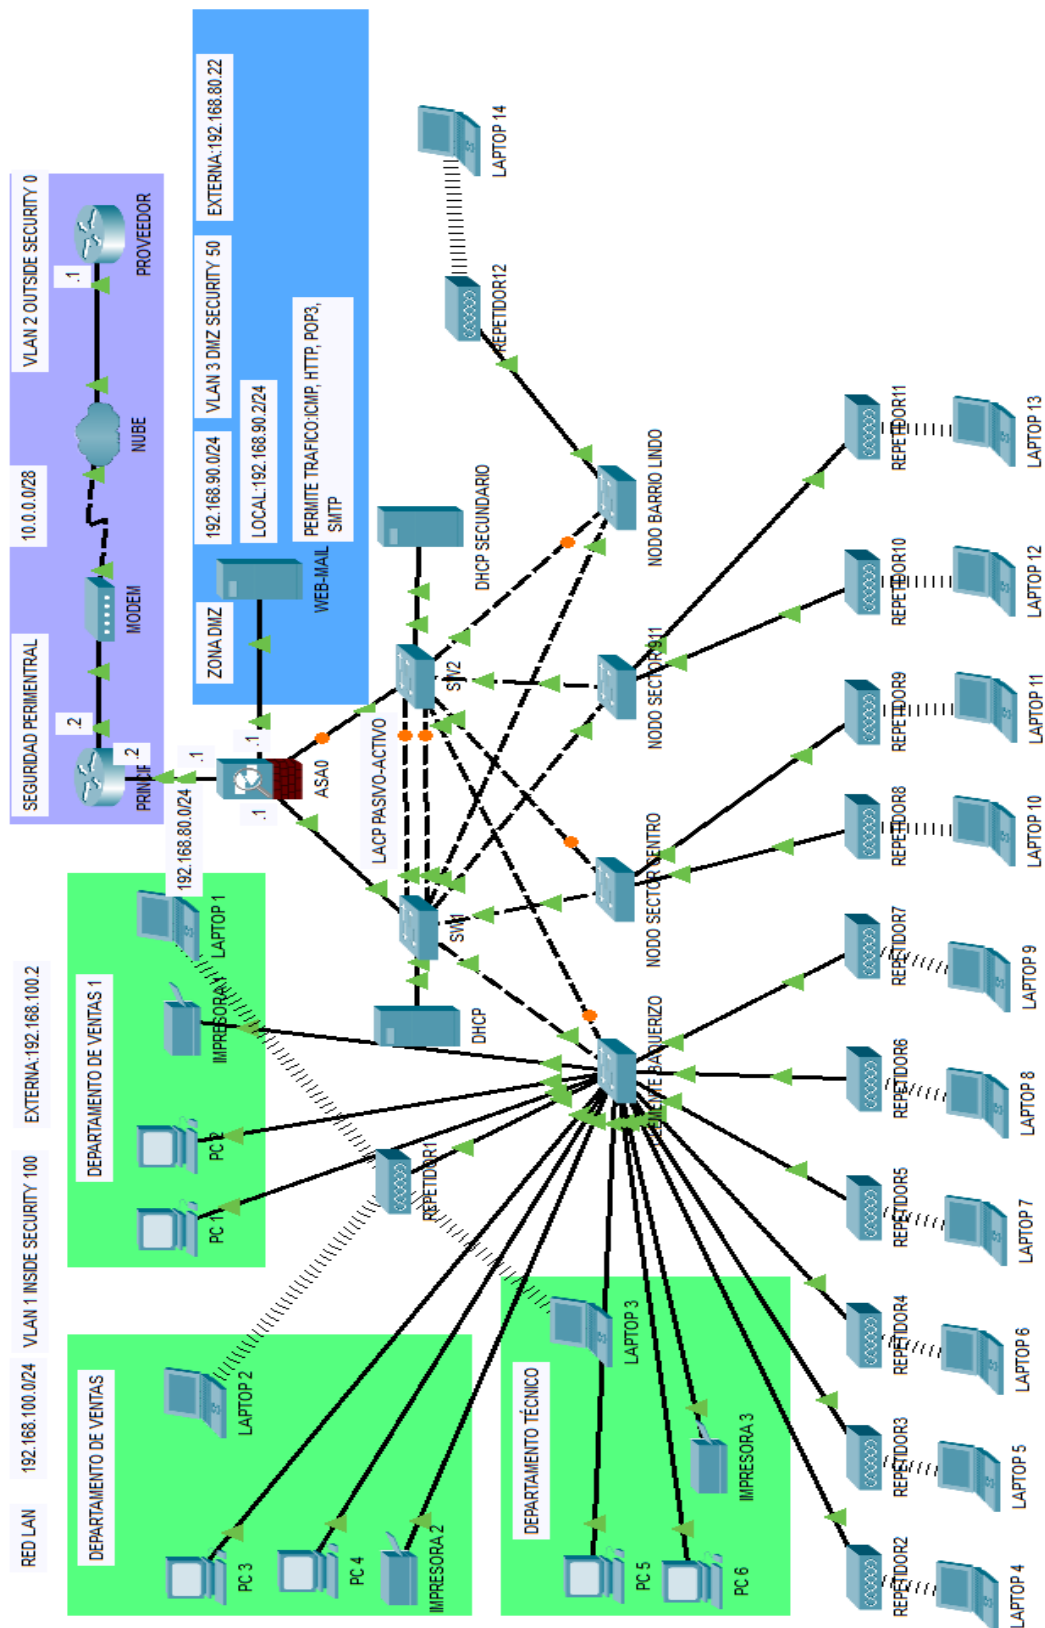 RED LAN
192.168.100.0/24
VLAN 1 INSIDE SECURITY 100
EXTERNA:192.168.100.2
SEGURIDAD PERIMENTRAL
10.0.0.0/28
VLAN 2 OUTSIDE SECURITY 0
.2
.1
MODEM
NUBE
PROVEEDOR
.2
192.168.80.0/24
.1
.1
.1
ASA0
ZONA DMZ
192.168.90.0/24
VLAN 3 DMZ SECURITY 50
EXTERNA:192.168.80.22
LOCAL:192.168.90.2/24
PERMITE TRAFICO:ICMP, HTTP, POP3,
SMTP
WEB-MAIL
DEPARTAMENTO DE VENTAS 1
PC 1
PC 2
IMPRESORA 1
LAPTOP 1
DEPARTAMENTO DE VENTAS
LAPTOP 2
PC 3
PC 4
IMPRESORA 2
DEPARTAMENTO TÉCNICO
LAPTOP 3
PC 5
PC 6
IMPRESORA 3
REPETIDOR1
DHCP
SW1
LACP PASIVO-ACTIVO
SW2
DHCP SECUNDARIO
NODO SECTOR SENTRO
NODO SECTOR 911
NODO BARRIO LINDO
REPETIDOR12
LAPTOP 14
BAQUERIZO
REPETIDOR2
REPETIDOR3
REPETIDOR4
REPETIDOR5
REPETIDOR6
REPETIDOR7
REPETIDOR8
REPETIDOR9
REPETIDOR10
REPETIDOR11
LAPTOP 4
LAPTOP 5
LAPTOP 6
LAPTOP 7
LAPTOP 8
LAPTOP 9
LAPTOP 10
LAPTOP 11
LAPTOP 12
LAPTOP 13